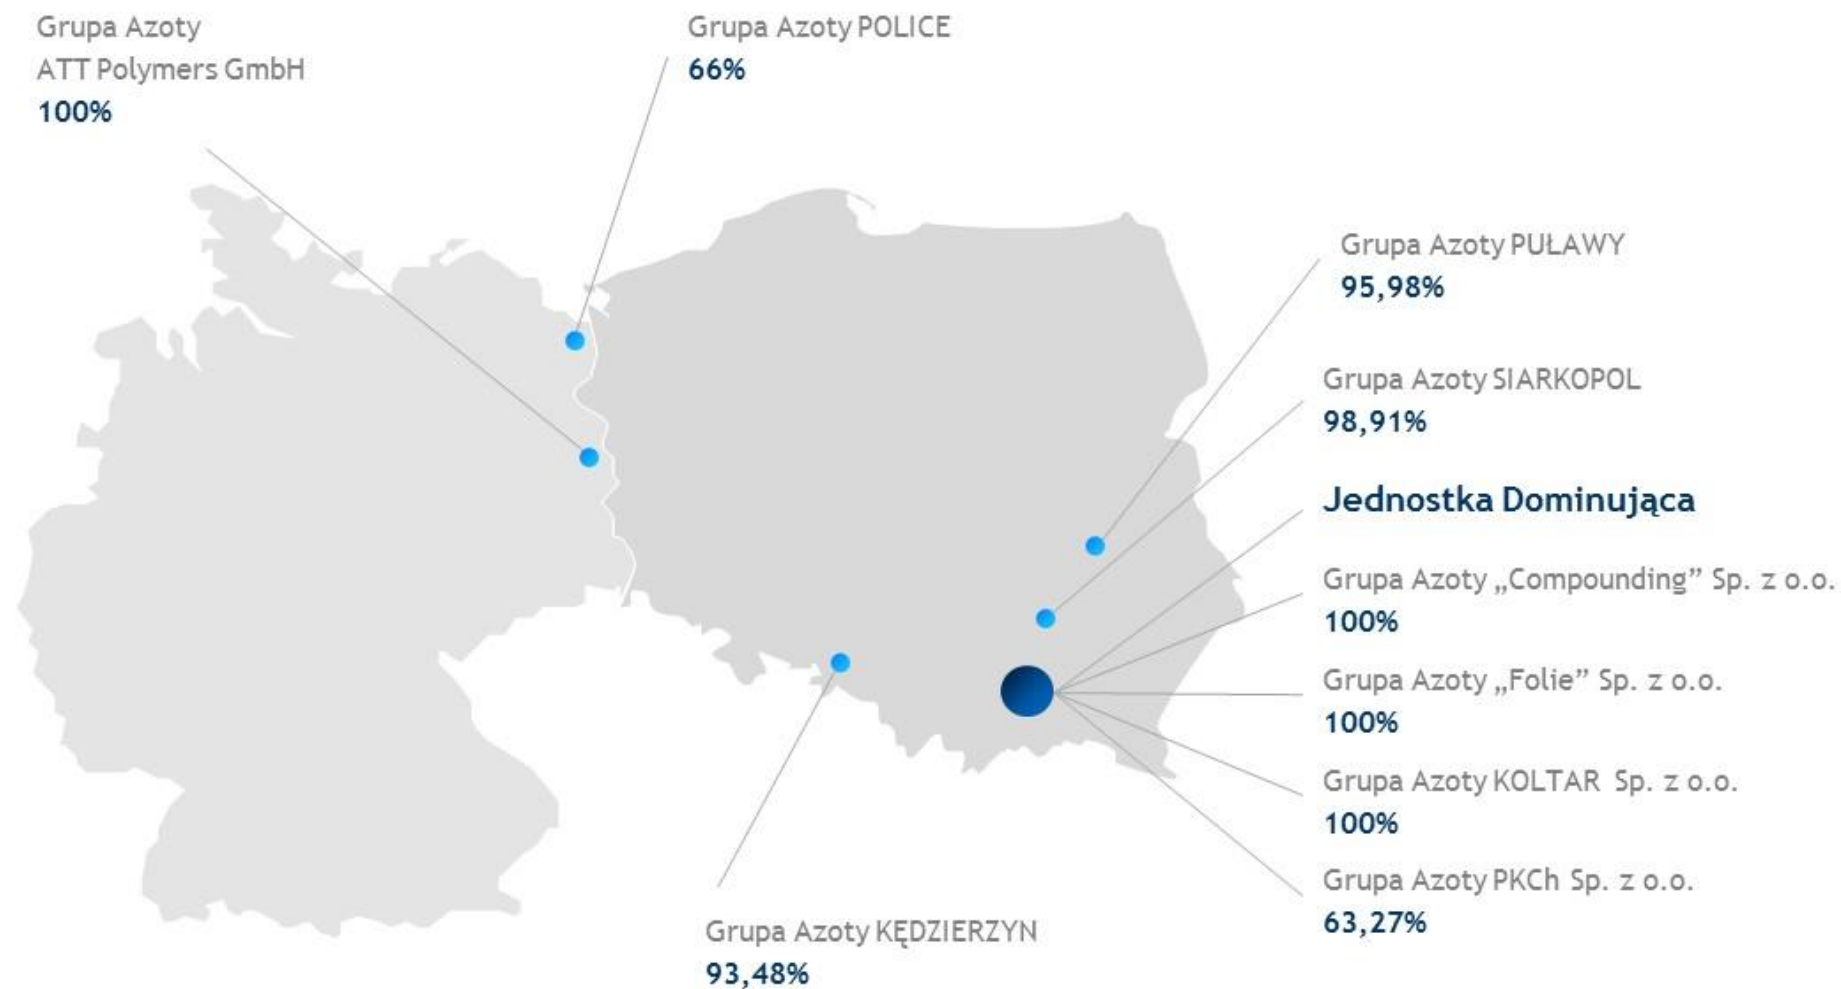 Grupa Azoty
ATT Polymers GmbH
100%
Grupa Azoty POLICE
66%
Grupa Azoty PUŁAWY
95,98%
Grupa Azoty SIARKOPOL
98,91%
Jednostka Dominująca
Grupa Azoty „Compounding” Sp. z o.o.
100%
Grupa Azoty „Folie” Sp. z o.o.
100%
Grupa Azoty KOLTAR Sp. z o.o.
100%
Grupa Azoty PKCh Sp. z o.o.
63,27%
Grupa Azoty KĘDZIERZYN
93,48%